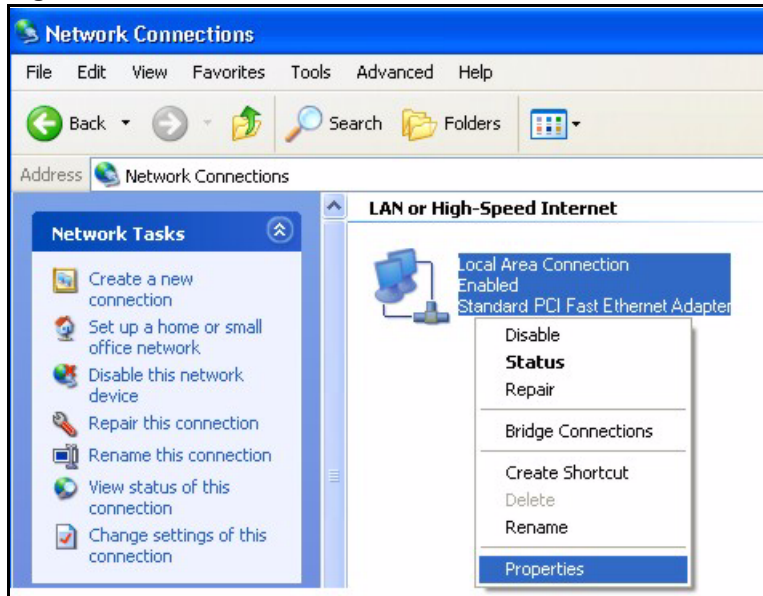 Network Connections
File Edit View Favorites Tools Advanced Help
Back Search Folders
Address Network Connections
Network Tasks
Create a new
connection
Set up a home or small
office network
Disable this network
device
Repair this connection
Rename this connection
View status of this
connection
Change settings of this
connection
LAN or High-Speed Internet
Local Area Connection
Enabled
Standard PCI Fast Ethernet Adapter
Disable
Status
Repair
Bridge Connections
Create Shortcut
Delete
Rename
Properties